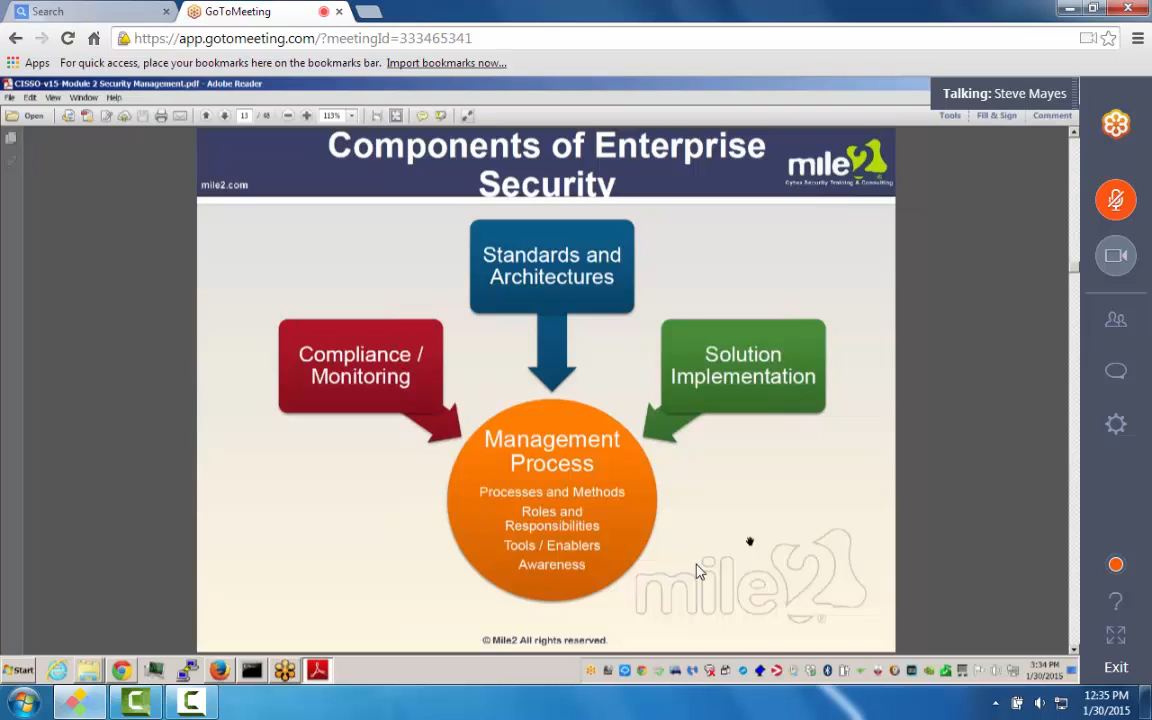 Search
GoToMeeting
https://app.gotomeeting.com/?meetingId=333465341
Apps
For quick access, place your bookmarks here on the bookmarks bar.
Import bookmarks now...
CISSO-v15-Module 2 Security Management.pdf - Adobe Reader
Talking: Steve Mayes
File Edit View Window Help
Open
13 / 48
113%
Tools
Fill & Sign
Comment
Components of Enterprise
Security
mile2.com
mile2
Cyber Security Training & Consulting
Standards and
Architectures
Compliance /
Monitoring
Solution
Implementation
Management
Process
Processes and Methods
Roles and
Responsibilities
Tools / Enablers
Awareness
mile2
© Mile2 All rights reserved.
Exit
Start
3:34 PM
1/30/2015
12:35 PM
1/30/2015